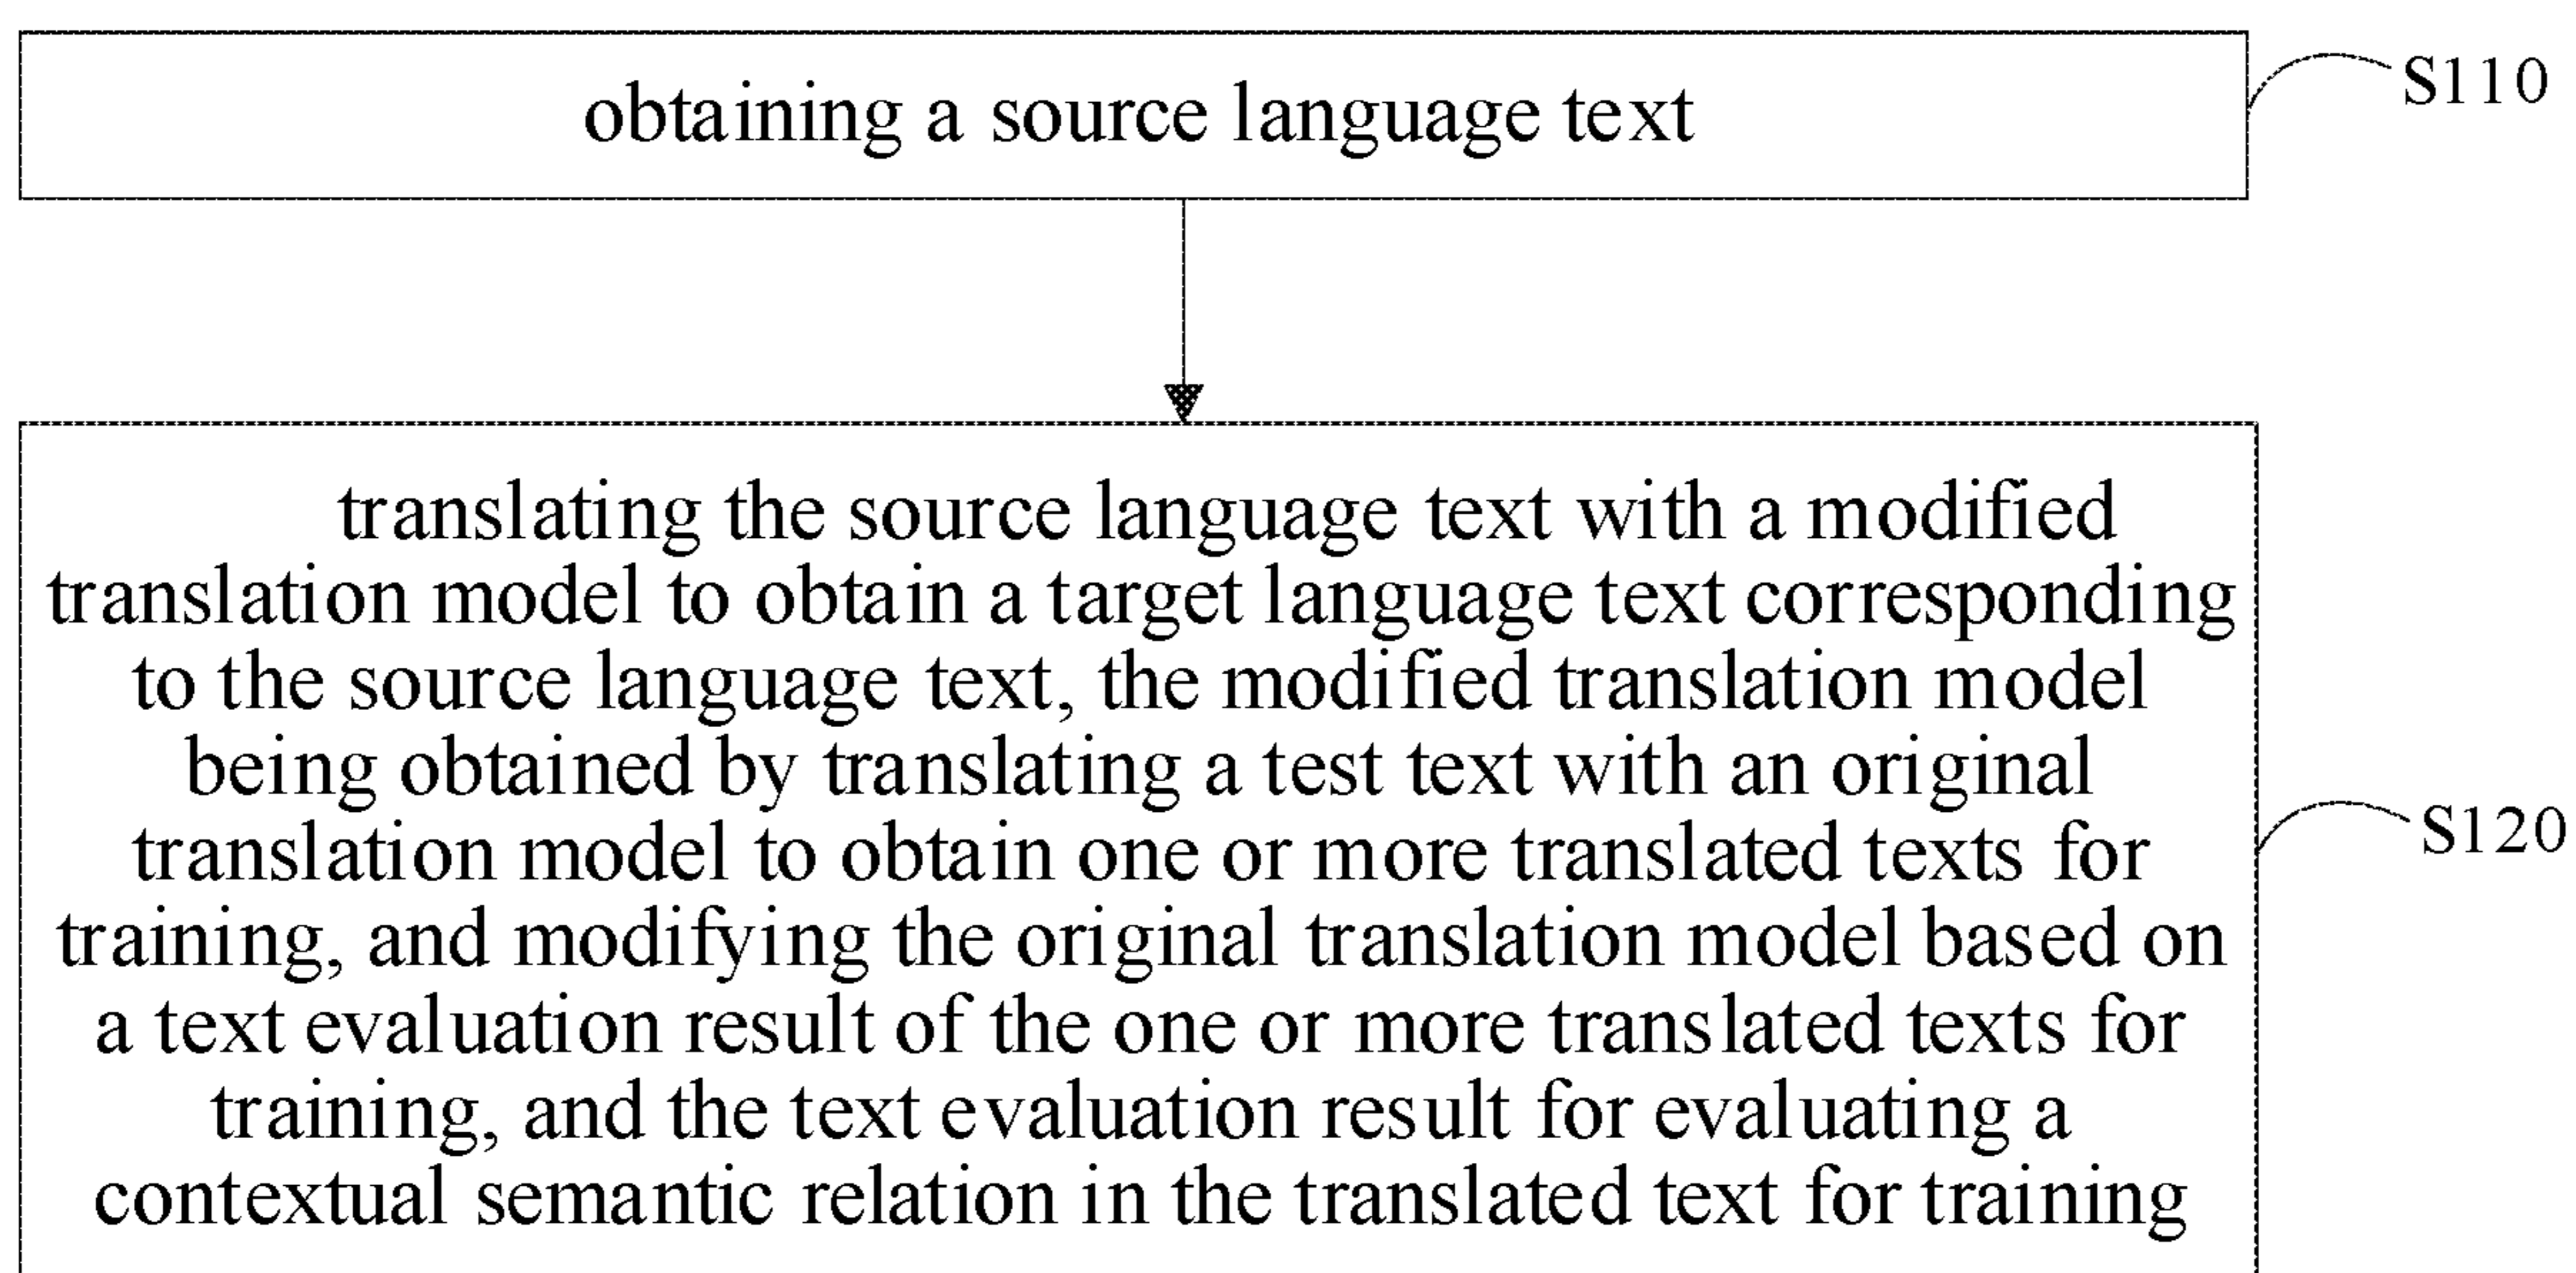 obtaining a source language text
S110
translating the source language text with a modified
translation model to obtain a target language text corresponding
to the source language text, the modified translation model
being obtained by translating a test text with an original
translation model to obtain one or more translated texts for
training, and modifying the original translation model based on
a text evaluation result of the one or more translated texts for
training, and the text evaluation result for evaluating a
contextual semantic relation in the translated text for training
S120